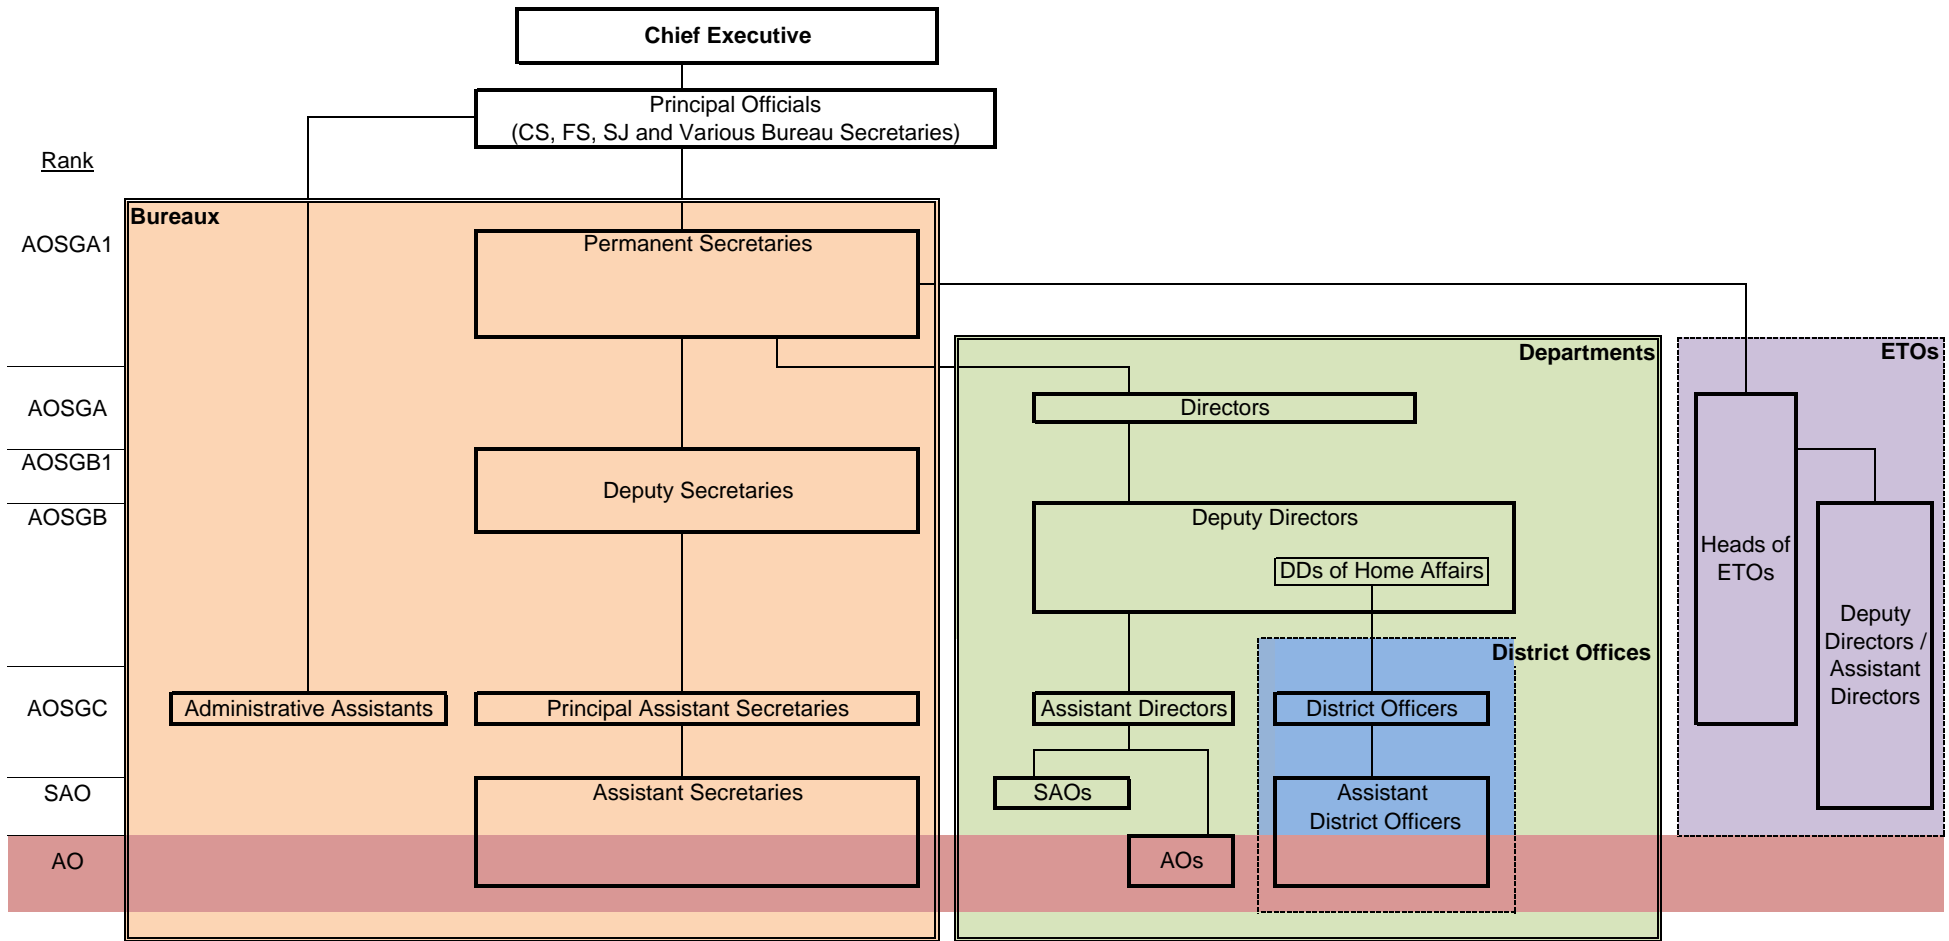 Chief Executive
Principal Officials
(CS, FS, SJ and Various Bureau Secretaries)
Rank
Bureaux
AOSGA1
Permanent Secretaries
Departments
ETOs
AOSGA
Directors
AOSGB1
Deputy Secretaries
AOSGB
Deputy Directors
DDs of Home Affairs
Heads of
ETOs
Deputy
Directors /
Assistant
Directors
District Offices
AOSGC
Administrative Assistants
Principal Assistant Secretaries
Assistant Directors
District Officers
SAO
Assistant Secretaries
SAOs
Assistant
District Officers
AO
AOs